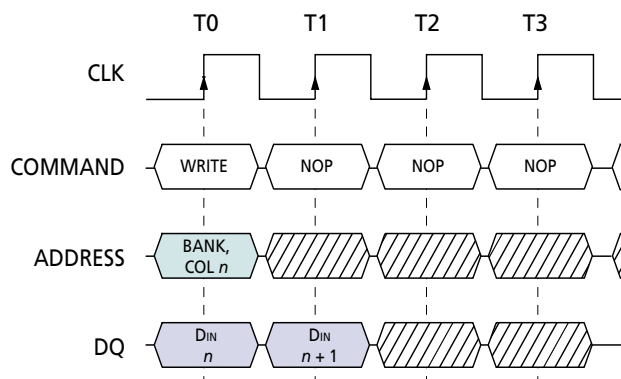 T0 T1 T2 T3
CLK
COMMAND WRITE NOP NOP NOP
ADDRESS BANK,
COL n
DQ DIN DIN
n n + 1